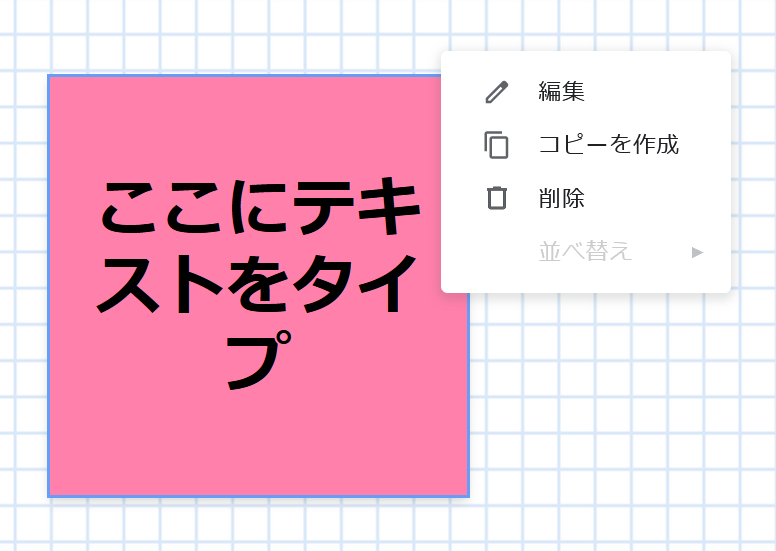 ここにテキ
ストをタイ
プ
編集
コピーを作成
削除
並べ替え